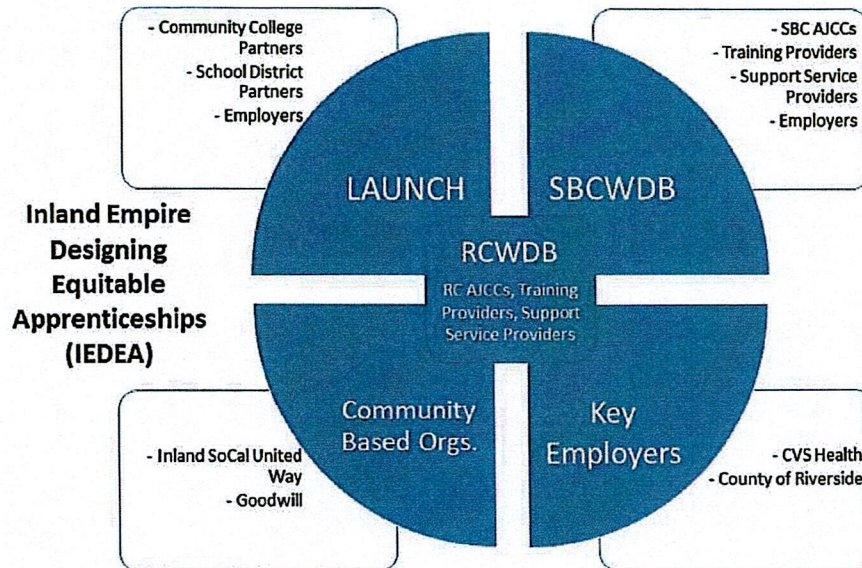 - Community College
Partners
- School District
Partners
- Employers
- SBC AJCCs
- Training Providers
- Support Service
Providers
- Employers
LAUNCH
SBCWDB
Inland Empire
Designing
Equitable
Apprenticeships
(IEDEA)
RCWDB
RC AJCCs, Training
Providers, Support
Service Providers
Community
Based Orgs.
Key
Employers
- Inland SoCal United
Way
- Goodwill
- CVS Health
- County of Riverside